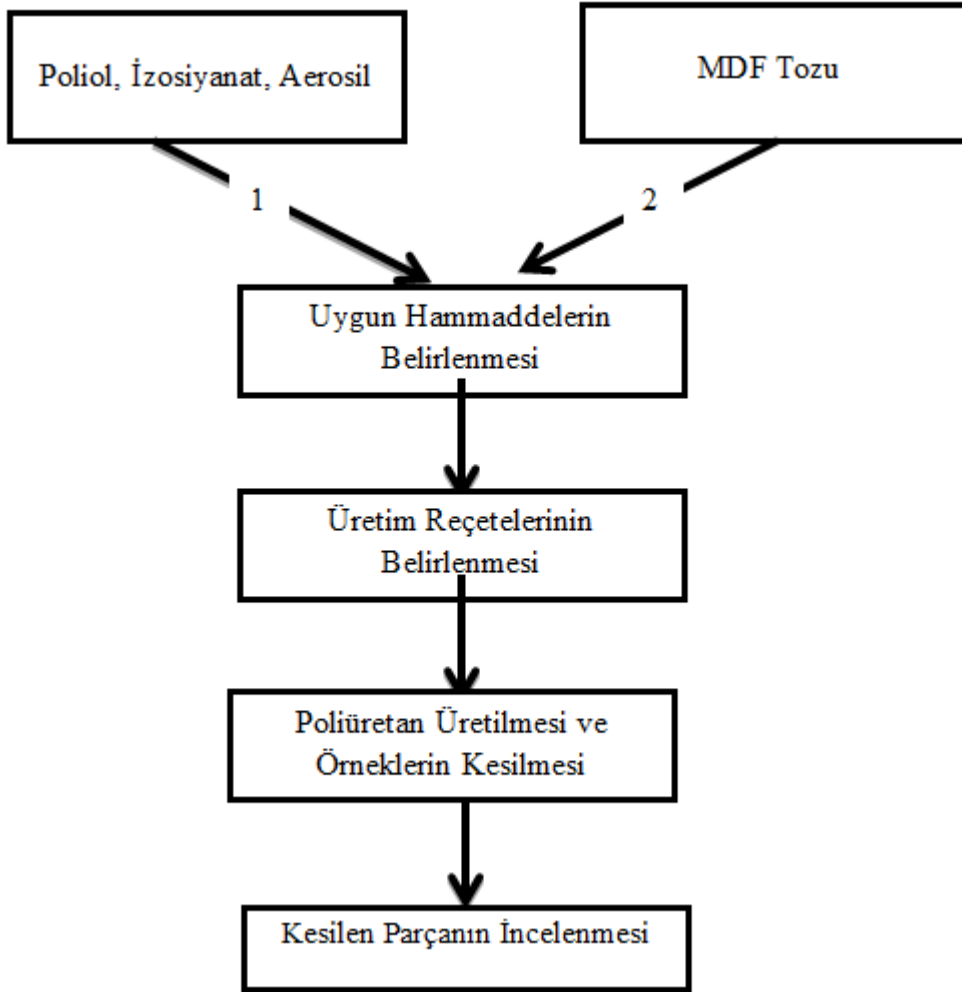 Poliol, İzosiyanat, Aerosil
MDF Tozu
1
2
Uygun Hammaddelerin
Belirlenmesi
Üretim Reçetelerinin
Belirlenmesi
Poliüretan Üretilmesi ve
Örneklerin Kesilmesi
Kesilen Parçanın İncelenmesi